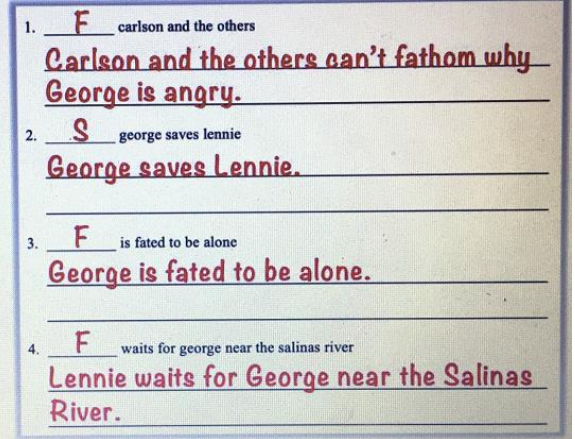 1. F carlson and the others
Carlson and the others can't fathom why
George is angry.
2. S george saves lennie
George saves Lennie.
3. F is fated to be alone
George is fated to be alone.
4. F waits for george near the salinas river
Lennie waits for George near the Salinas
River.